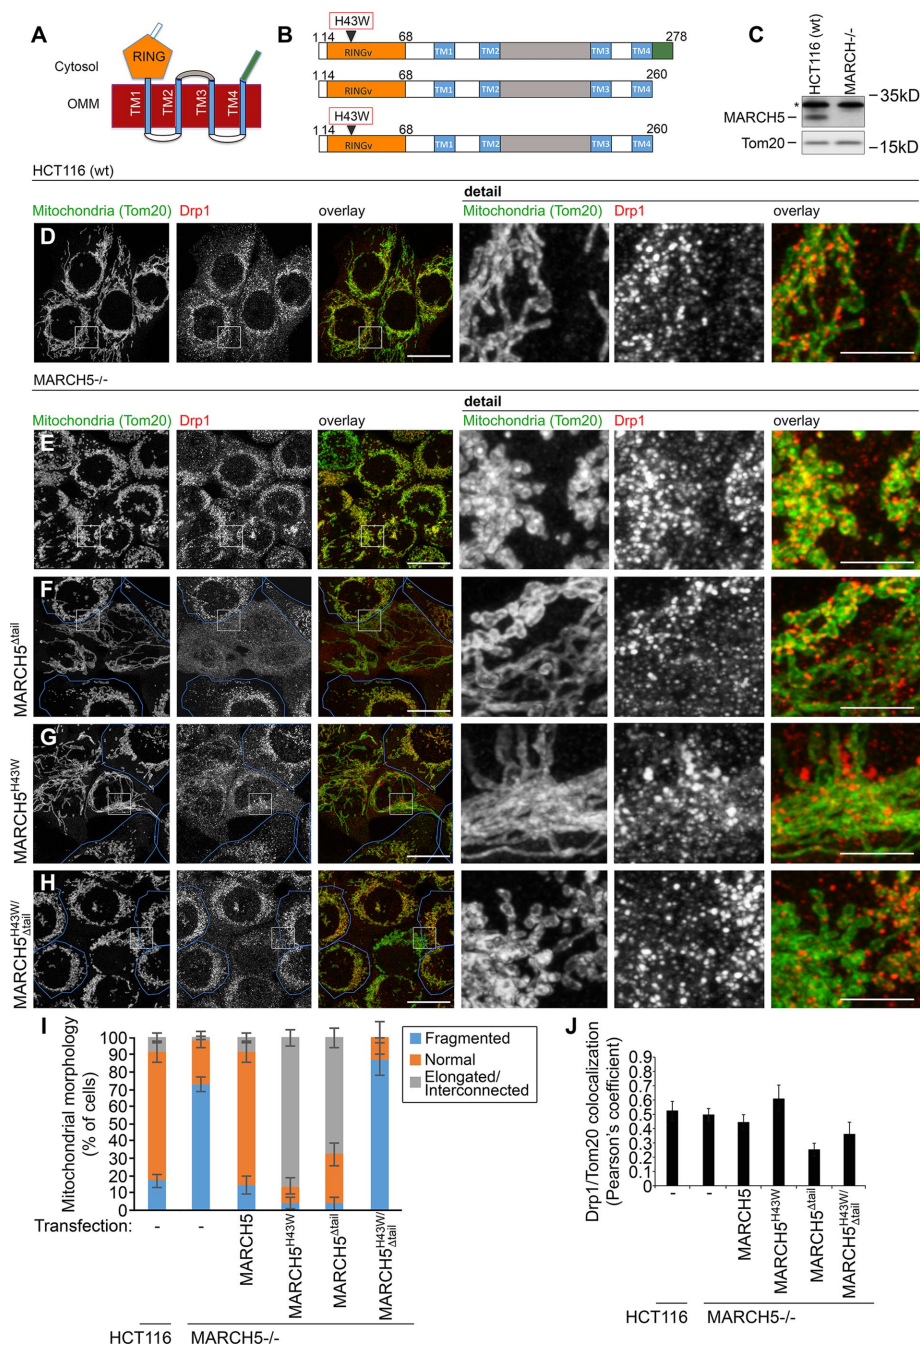 A
RING
Cytosol
OMM
TM1
TM2
TM3
TM4
B
H43W
1 14
68
278
RINGv
TM1
TM2
TM3
TM4
1 14
68
260
RINGv
TM1
TM2
TM3
TM4
H43W
1 14
68
260
RINGv
TM1
TM2
TM3
TM4
C
HCT116 (wt)
MARCH-/-
*
MARCH5
Tom20
35kD
15kD
HCT116 (wt)
detail
Mitochondria (Tom20) Drp1 overlay Mitochondria (Tom20) Drp1 overlay
D
MARCH5-/-
detail
Mitochondria (Tom20) Drp1 overlay Mitochondria (Tom20) Drp1 overlay
E
F
MARCH5Δtail
G
MARCH5H43W
H
MARCH5H43W/Δtail
I
Mitochondrial morphology
(% of cells)
100
90
80
70
60
50
40
30
20
10
0
Fragmented
Normal
Elongated/
Interconnected
Transfection:
-
-
MARCH5
MARCH5H43W/
MARCH5Δtail
MARCH5H43W/Δtail
HCT116
MARCH5-/-
J
Drp1/Tom20 colocalization
(Pearson's coefficient)
0.9
0.8
0.7
0.6
0.5
0.4
0.3
0.2
0.1
0
-
-
MARCH5
MARCH5H43W
MARCH5Δtail
MARCH5H43W/Δtail
HCT116
MARCH5-/-